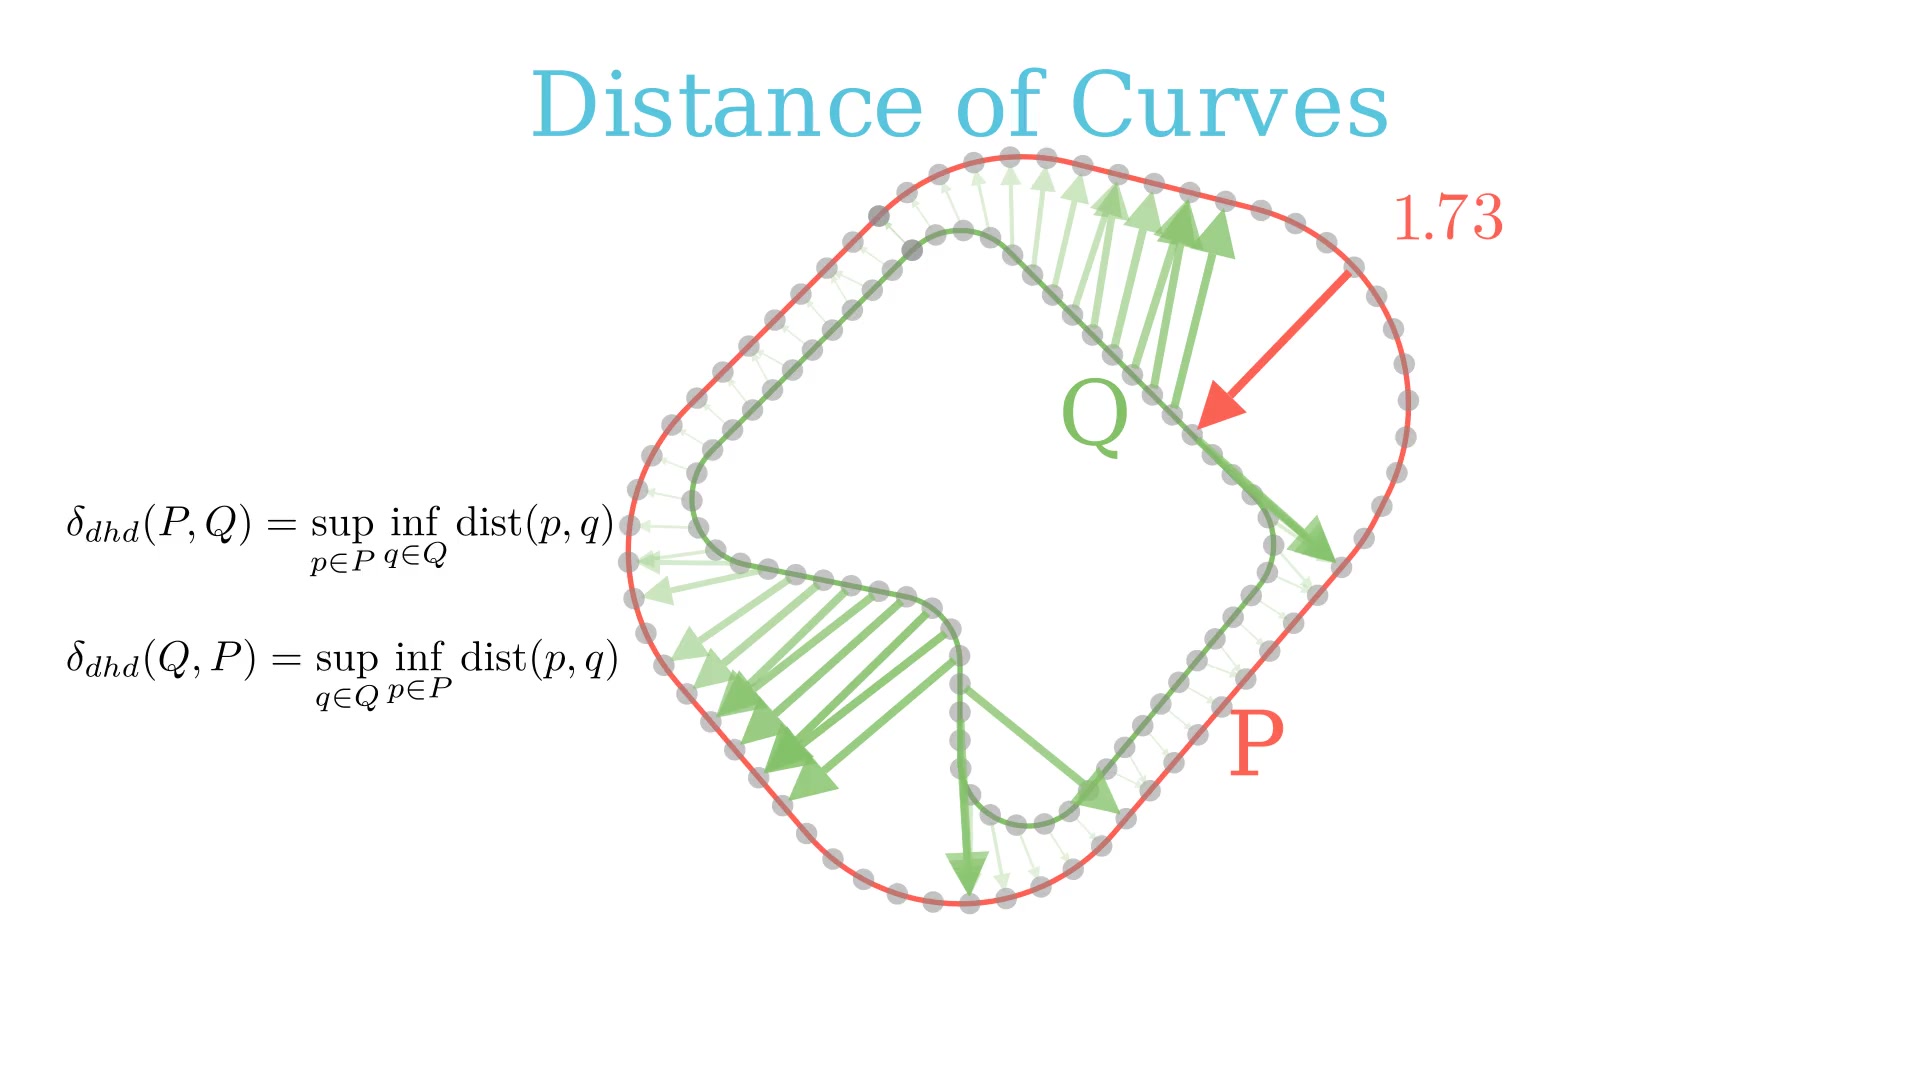 Distance of Curves
1.73
Q
δ_{dhd}(P, Q) = sup_{p∈P} inf_{q∈Q} dist(p, q)
δ_{dhd}(Q, P) = sup_{q∈Q} inf_{p∈P} dist(p, q)
P